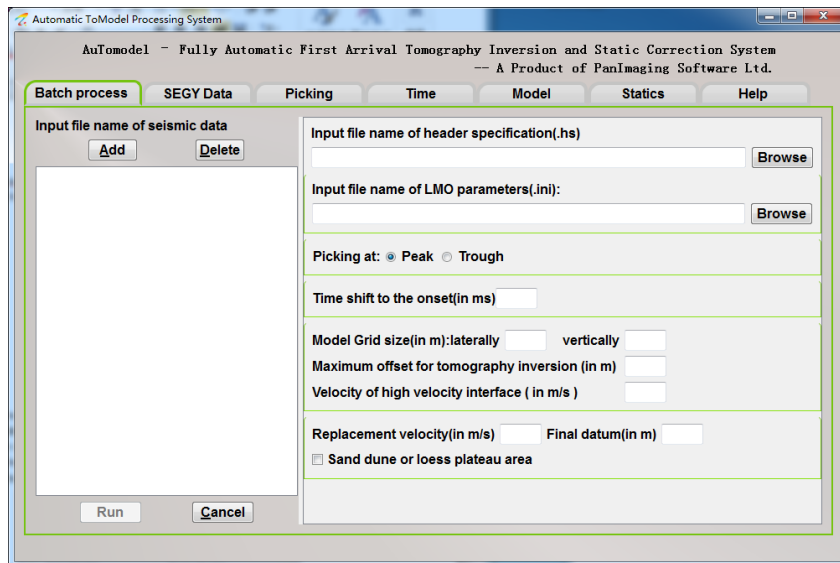 Automatic ToModel Processing System
AuTomodel - Fully Automatic First Arrival Tomography Inversion and Static Correction System
-- A Product of PanImaging Software Ltd.
Batch process SEGY Data Picking Time Model Statics Help
Input file name of seismic data
Add Delete
Input file name of header specification(.hs)
Browse
Input file name of LMO parameters(.ini):
Browse
Picking at: Peak Trough
Time shift to the onset(in ms)
Model Grid size(in m):laterally vertically
Maximum offset for tomography inversion (in m)
Velocity of high velocity interface ( in m/s )
Replacement velocity(in m/s) Final datum(in m)
Sand dune or loess plateau area
Run Cancel